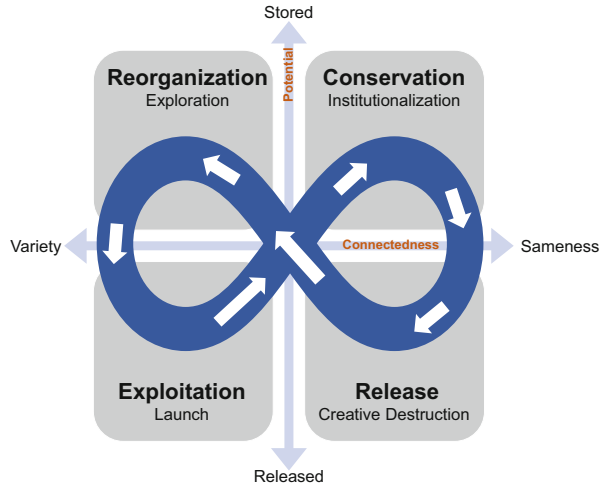 Stored
Potential
Reorganization
Exploration
Conservation
Institutionalization
Variety
Connectedness
Sameness
Exploitation
Launch
Release
Creative Destruction
Released